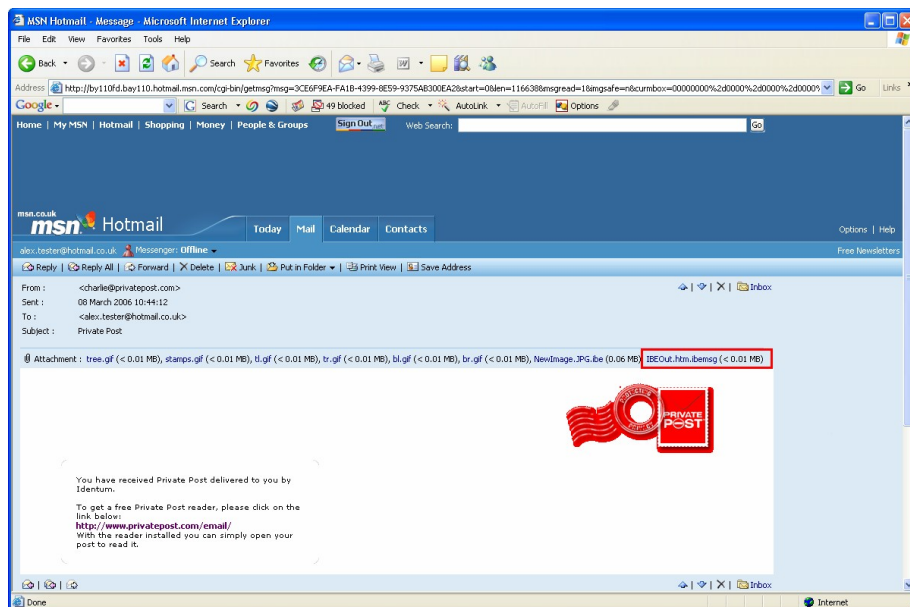 MSN Hotmail - Message - Microsoft Internet Explorer
File Edit View Favorites Tools Help
Back Search Favorites
Address http://by110fd.bay110.hotmail.msn.com/cgi-bin/getmsg?msg=3CE6F9EA-FA1B-4399-8E59-9375AB300EA2&start=0&len=116638&msgread=1&imgsafe=n&curmbox=00000000%2d0000%2d0000%2d0000% Go Links
Google Search 49 blocked Check AutoLink AutoFill Options
Home | My MSN | Hotmail | Shopping | Money | People & Groups Sign Out .net Web Search: Go
msn.co.uk
msn Hotmail Today Mail Calendar Contacts Options | Help
alex.tester@hotmail.co.uk Messenger: Offline Free Newsletters
Reply | Reply All | Forward | Delete | Junk | Put in Folder | Print View | Save Address
From : <charlie@privatepost.com> Inbox
Sent : 08 March 2006 10:44:12
To : <alex.tester@hotmail.co.uk>
Subject : Private Post
Attachment : tree.gif (< 0.01 MB), stamps.gif (< 0.01 MB), tl.gif (< 0.01 MB), tr.gif (< 0.01 MB), bl.gif (< 0.01 MB), br.gif (< 0.01 MB), NewImage.JPG.ibe (0.06 MB) IBEOut.htm.ibemsg (< 0.01 MB)
PRIVATE
POST
You have received Private Post delivered to you by
Identum.
To get a free Private Post reader, please click on the
link below:
http://www.privatepost.com/email/
With the reader installed you can simply open your
post to read it.
Inbox
Done Internet